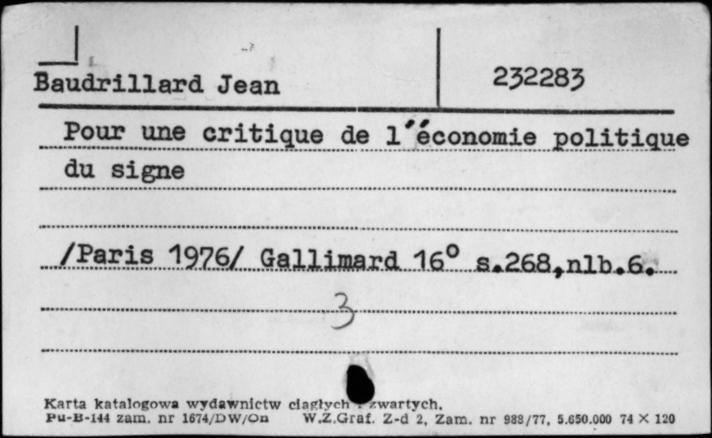 Baudrillard Jean 232283
Pour une critique de l'économie politique
du signe
/Paris 1976/ Gallimard 16° s.268,nlb.6.
3
Karta katalogowa wydawnictw ciągłych i zwartych.
Pu-B-144 zam. nr 1674/DW/On W.Z.Graf. Z-d 2, Zam. nr 988/77, 5.650.000 74 X 120